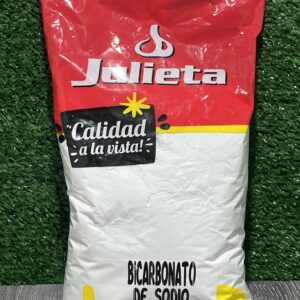 Julieta
Calidad
a la vista!
BiCARBONATO
DE SODIO